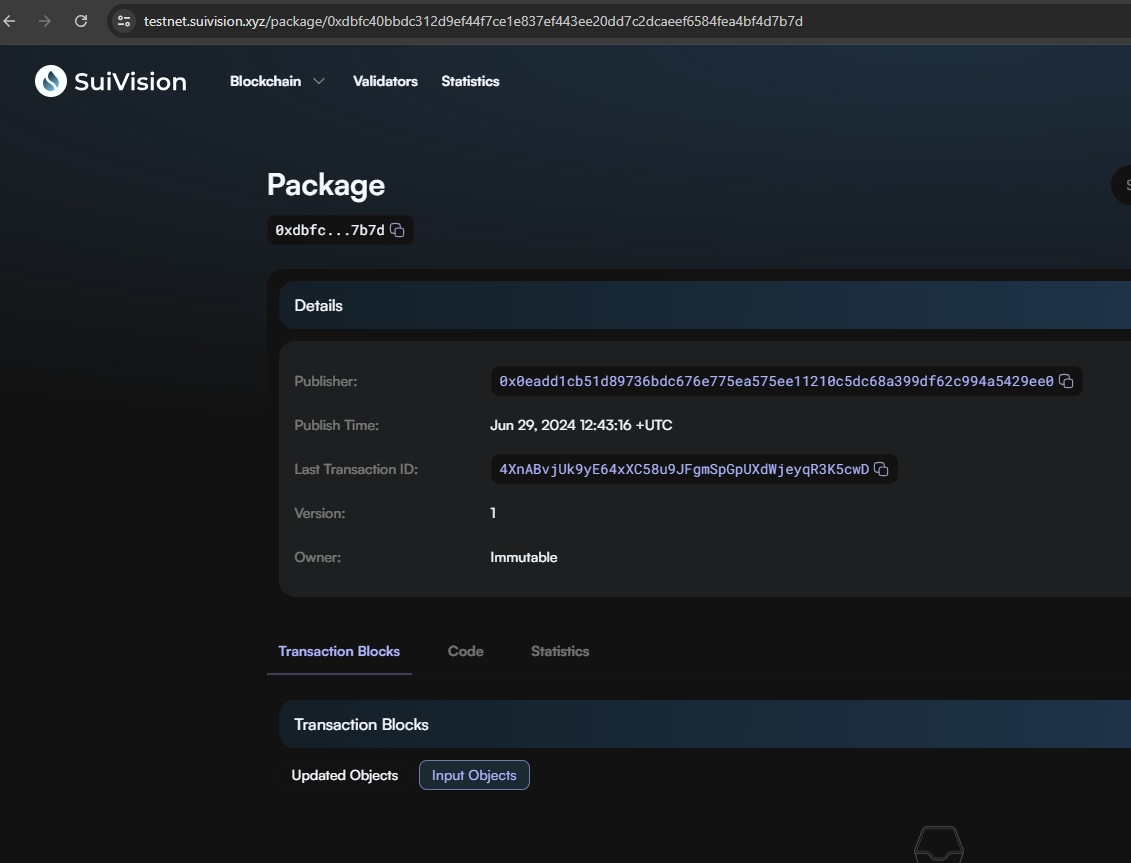 testnet.suivision.xyz/package/0xdbfc40bbdc312d9ef44f7ce1e837ef443ee20dd7c2dcaeef6584fea4bf4d7b7d
SuiVision Blockchain Validators Statistics
Package
0xdbfc...7b7d
Details
Publisher: 0x0eadd1cb51d89736bdc676e775ea575ee11210c5dc68a399df62c994a5429ee0
Publish Time: Jun 29, 2024 12:43:16 +UTC
Last Transaction ID: 4XnABvjUk9yE64xXC58u9JFgmSpGpUXdWjeyqR3K5cwD
Version: 1
Owner: Immutable
Transaction Blocks Code Statistics
Transaction Blocks
Updated Objects Input Objects